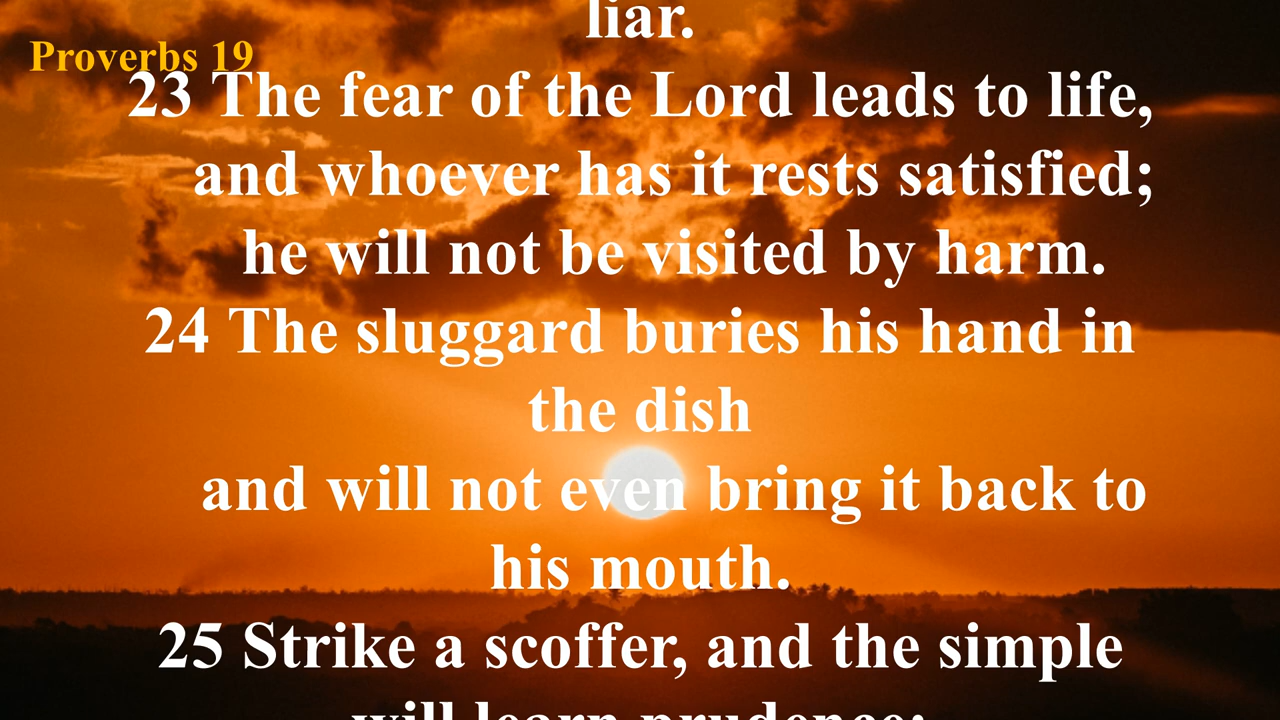 liar.
Proverbs 19
23 The fear of the Lord leads to life,
and whoever has it rests satisfied;
he will not be visited by harm.
24 The sluggard buries his hand in
the dish
and will not even bring it back to
his mouth.
25 Strike a scoffer, and the simple
will learn prudence;